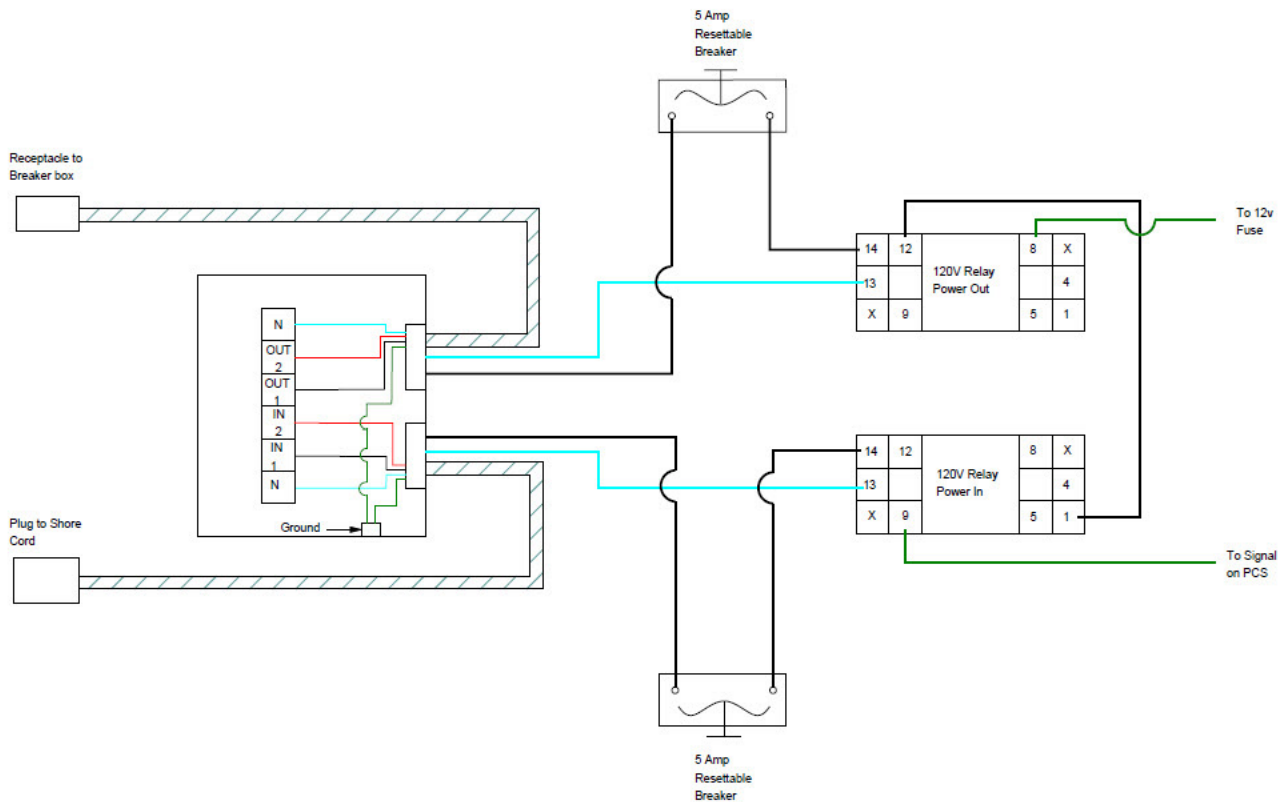 5 Amp
Resettable
Breaker
Receptacle to
Breaker box
To 12v
Fuse
14 12 8 X
120V Relay
Power Out
13 4
X 9 5 1
N
OUT
2
OUT
1
IN
2
IN
1
N
Ground
14 12 8 X
120V Relay
Power In
13 4
X 9 5 1
Plug to Shore
Cord
To Signal
on PCS
5 Amp
Resettable
Breaker